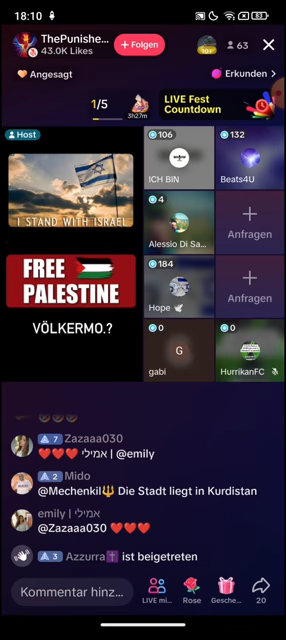 18:10
83
ThePunishe...
43.0K Likes
+ Folgen
63
Angesagt
Erkunden >
1/5
3h27m
LIVE Fest
Countdown
Host
I STAND WITH ISRAEL
FREE
PALESTINE
VÖLKERMO.?
106
ICH BIN
132
Beats4U
4
Alessio Di Sa...
Anfragen
184
Hope 🕊
Anfragen
0
G
gabi
0
HurrikanFC
7 Zazaaa030
❤️❤️❤️ אמילי | @emily
2 Mido
@Mechenkil🔱 Die Stadt liegt in Kurdistan
emily | אמילי
@Zazaaa030 ❤️❤️❤️
3 Azzurra✝️ ist beigetreten
Kommentar hinz...
LIVE mi...
Rose
Gesche...
20